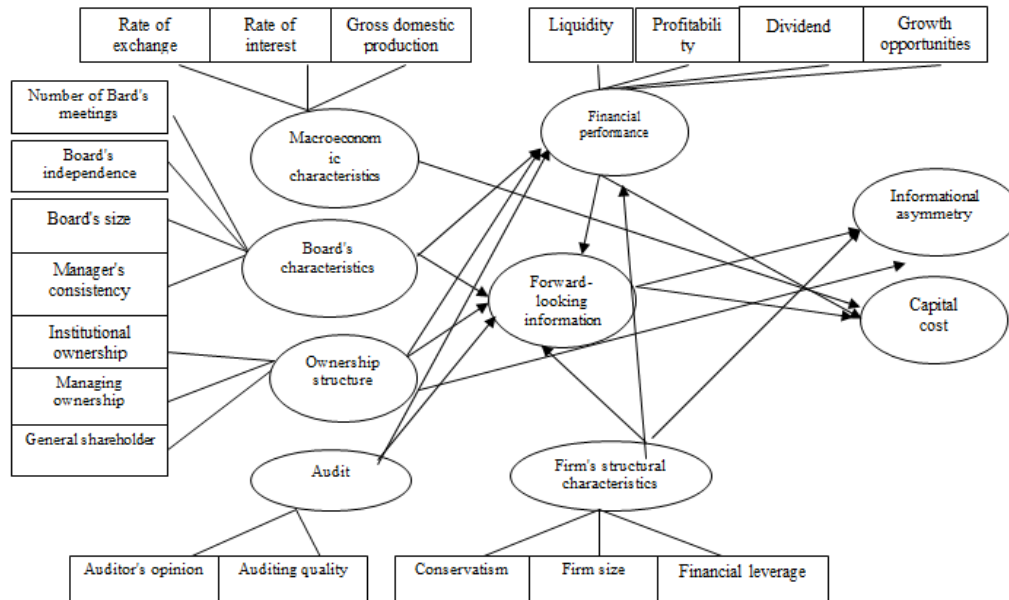 Rate of
exchange
Rate of
interest
Gross domestic
production
Liquidity
Profitabili
ty
Dividend
Growth
opportunities
Number of Bard's
meetings
Board's
independence
Board's size
Manager's
consistency
Institutional
ownership
Managing
ownership
General shareholder
Macroeconom
ic
characteristics
Financial
performance
Board's
characteristics
Forward-
looking
information
Informational
asymmetry
Capital
cost
Ownership
structure
Audit
Firm's structural
characteristics
Auditor's opinion
Auditing quality
Conservatism
Firm size
Financial leverage